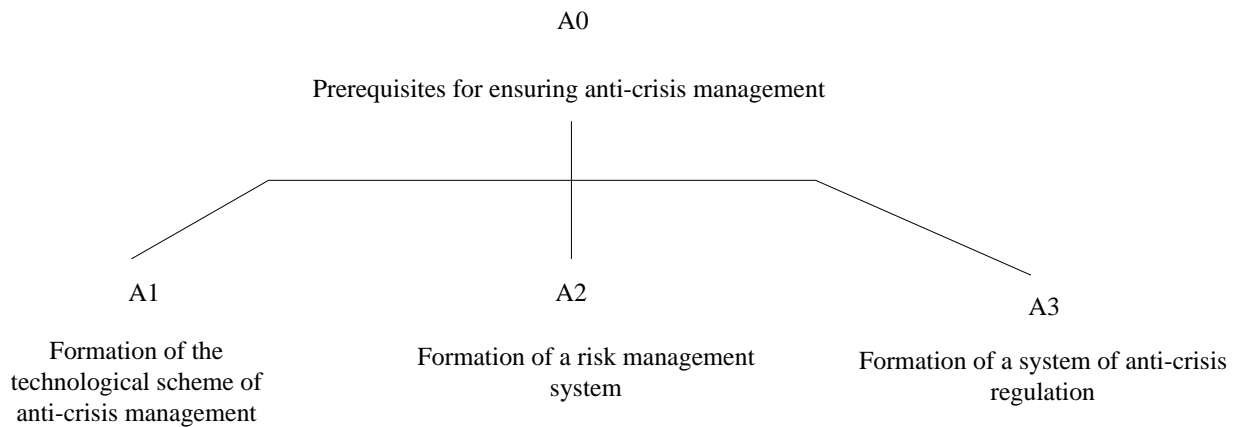 A0
Prerequisites for ensuring anti-crisis management
A1
Formation of the
technological scheme of
anti-crisis management
A2
Formation of a risk management
system
A3
Formation of a system of anti-crisis
regulation